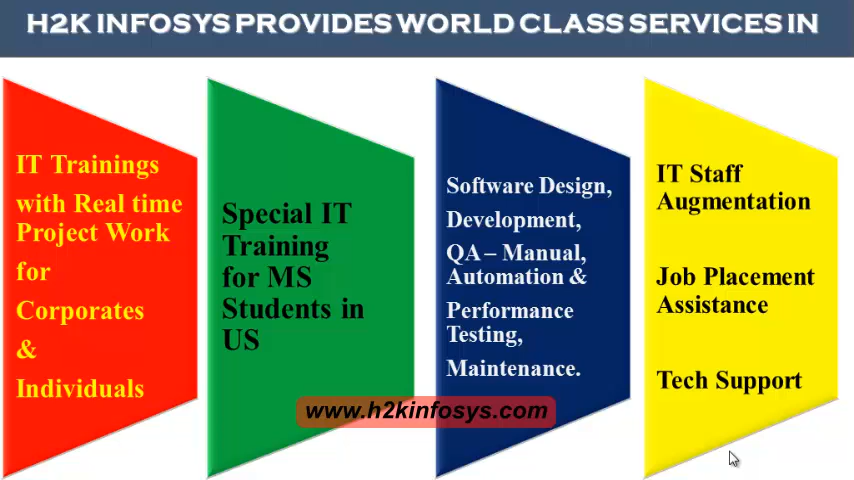 H2K INFOSYS PROVIDES WORLD CLASS SERVICES IN
IT Trainings
with Real time
Project Work
for
Corporates
&
Individuals
Special IT
Training
for MS
Students in
US
Software Design,
Development,
QA – Manual,
Automation &
Performance
Testing,
Maintenance.
IT Staff
Augmentation
Job Placement
Assistance
Tech Support
www.h2kinfosys.com